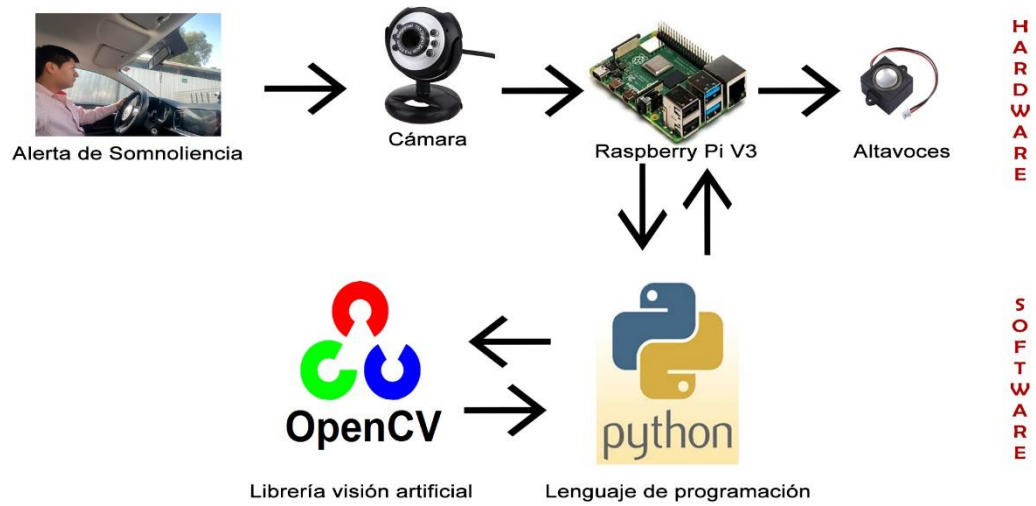 Alerta de Somnoliencia
Cámara
Raspberry Pi V3
Altavoces
HARDWARE
OpenCV
python
Librería visión artificial
Lenguaje de programación
SOFTWARE